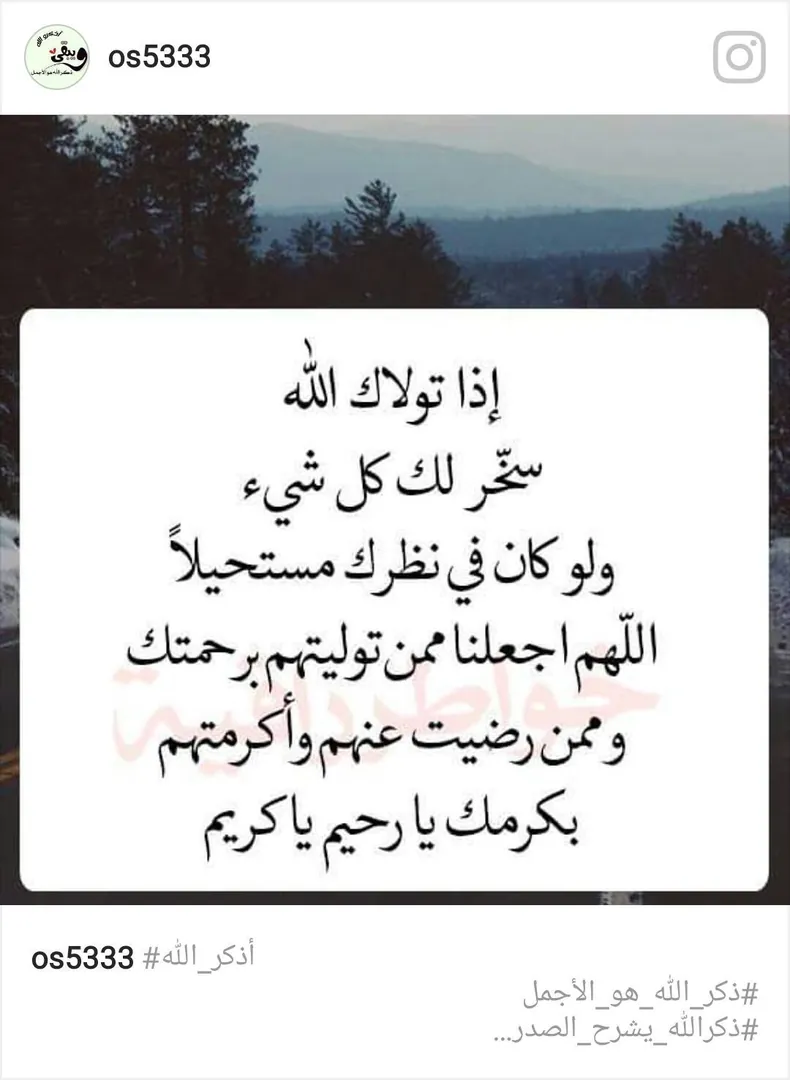 os5333
إذا تولاك الله
سخّر لك كل شيء
ولو كان في نظرك مستحيلاً
اللّهم اجعلنا ممن توليتهم برحمتك
وممن رضيت عنهم وأكرمتهم
بكرمك يا رحيم يا كريم
خواطر راقية
os5333 #أذكر_الله
#ذكر_الله_هو_الأجمل
#ذكرالله_يشرح_الصدر...